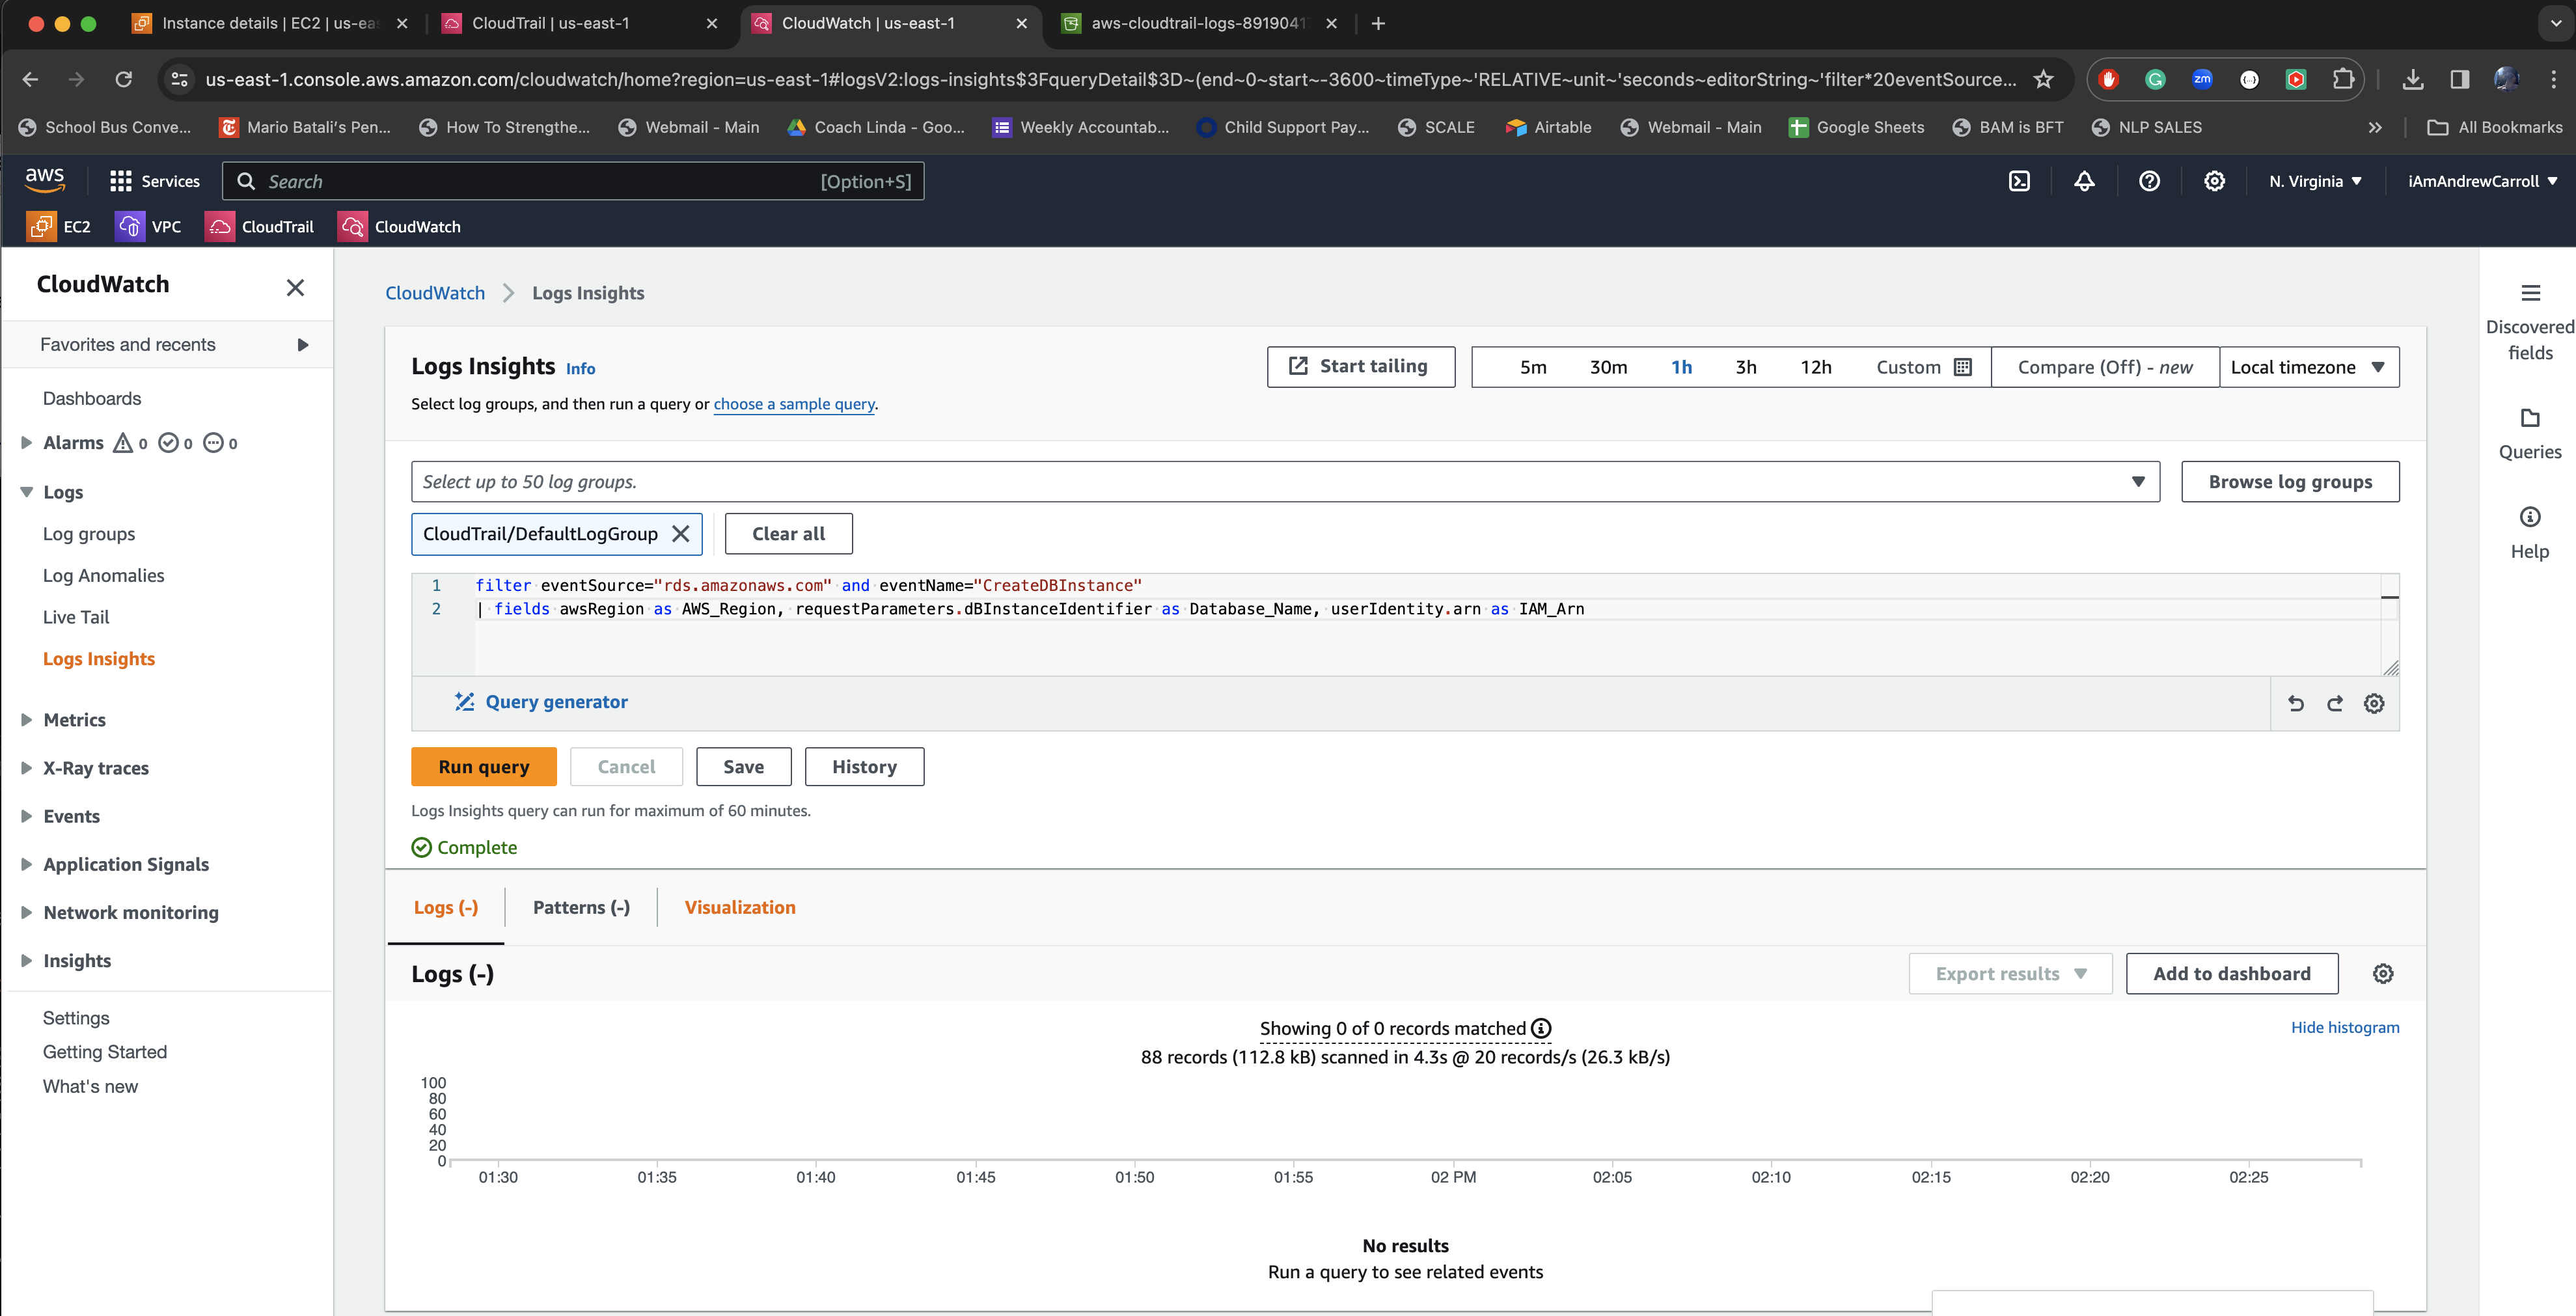 Instance details | EC2 | us-eas
CloudTrail | us-east-1
CloudWatch | us-east-1
aws-cloudtrail-logs-8919041
us-east-1.console.aws.amazon.com/cloudwatch/home?region=us-east-1#logsV2:logs-insights$3FqueryDetail$3D~(end~0~start~-3600~timeType~'RELATIVE~unit~'seconds~editorString~'filter*20eventSource...
zm
School Bus Conve...
Mario Batali's Pen...
How To Strengthe...
Webmail - Main
Coach Linda - Goo...
Weekly Accountab...
Child Support Pay...
SCALE
Airtable
Webmail - Main
Google Sheets
BAM is BFT
NLP SALES
All Bookmarks
aws
Services
Search
[Option+S]
N. Virginia
iAmAndrewCarroll
EC2
VPC
CloudTrail
CloudWatch
CloudWatch
Favorites and recents
Dashboards
Alarms 0 0 0
Logs
Log groups
Log Anomalies
Live Tail
Logs Insights
Metrics
X-Ray traces
Events
Application Signals
Network monitoring
Insights
Settings
Getting Started
What's new
CloudWatch > Logs Insights
Logs Insights Info
Start tailing
5m 30m 1h 3h 12h Custom
Compare (Off) - new
Local timezone
Select log groups, and then run a query or choose a sample query.
Select up to 50 log groups.
Browse log groups
CloudTrail/DefaultLogGroup
Clear all
1 filter eventSource="rds.amazonaws.com" and eventName="CreateDBInstance"
2 | fields awsRegion as AWS_Region, requestParameters.dBInstanceIdentifier as Database_Name, userIdentity.arn as IAM_Arn
Query generator
Run query
Cancel
Save
History
Logs Insights query can run for maximum of 60 minutes.
Complete
Logs (-)
Patterns (-)
Visualization
Logs (-)
Export results
Add to dashboard
Showing 0 of 0 records matched
Hide histogram
88 records (112.8 kB) scanned in 4.3s @ 20 records/s (26.3 kB/s)
100
80
60
40
20
0
01:30 01:35 01:40 01:45 01:50 01:55 02 PM 02:05 02:10 02:15 02:20 02:25
No results
Run a query to see related events
Discovered
fields
Queries
Help